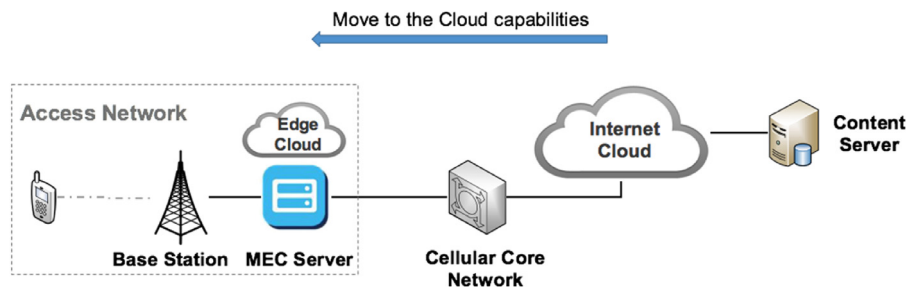 Move to the Cloud capabilities
Access Network
Edge
Cloud
Internet
Cloud
Content
Server
Base Station
MEC Server
Cellular Core
Network